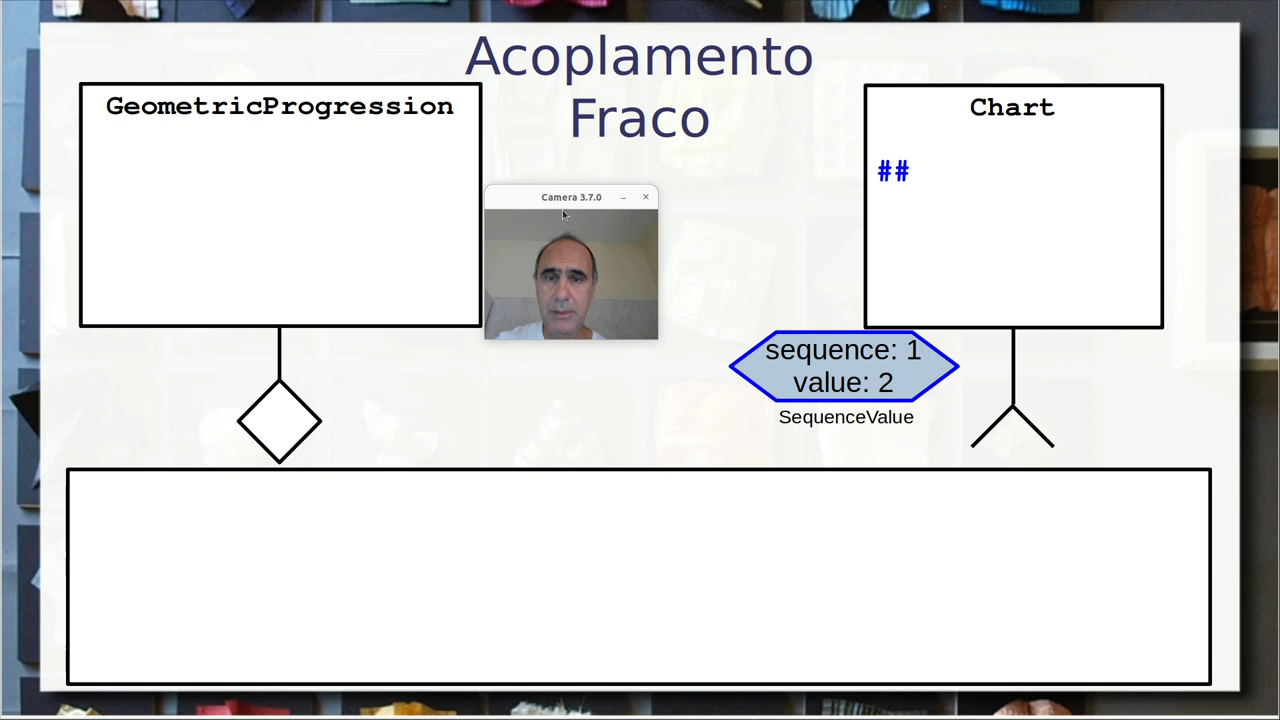 Acoplamento
Fraco
GeometricProgression
Chart
##
Camera 3.7.0
sequence: 1
value: 2
SequenceValue